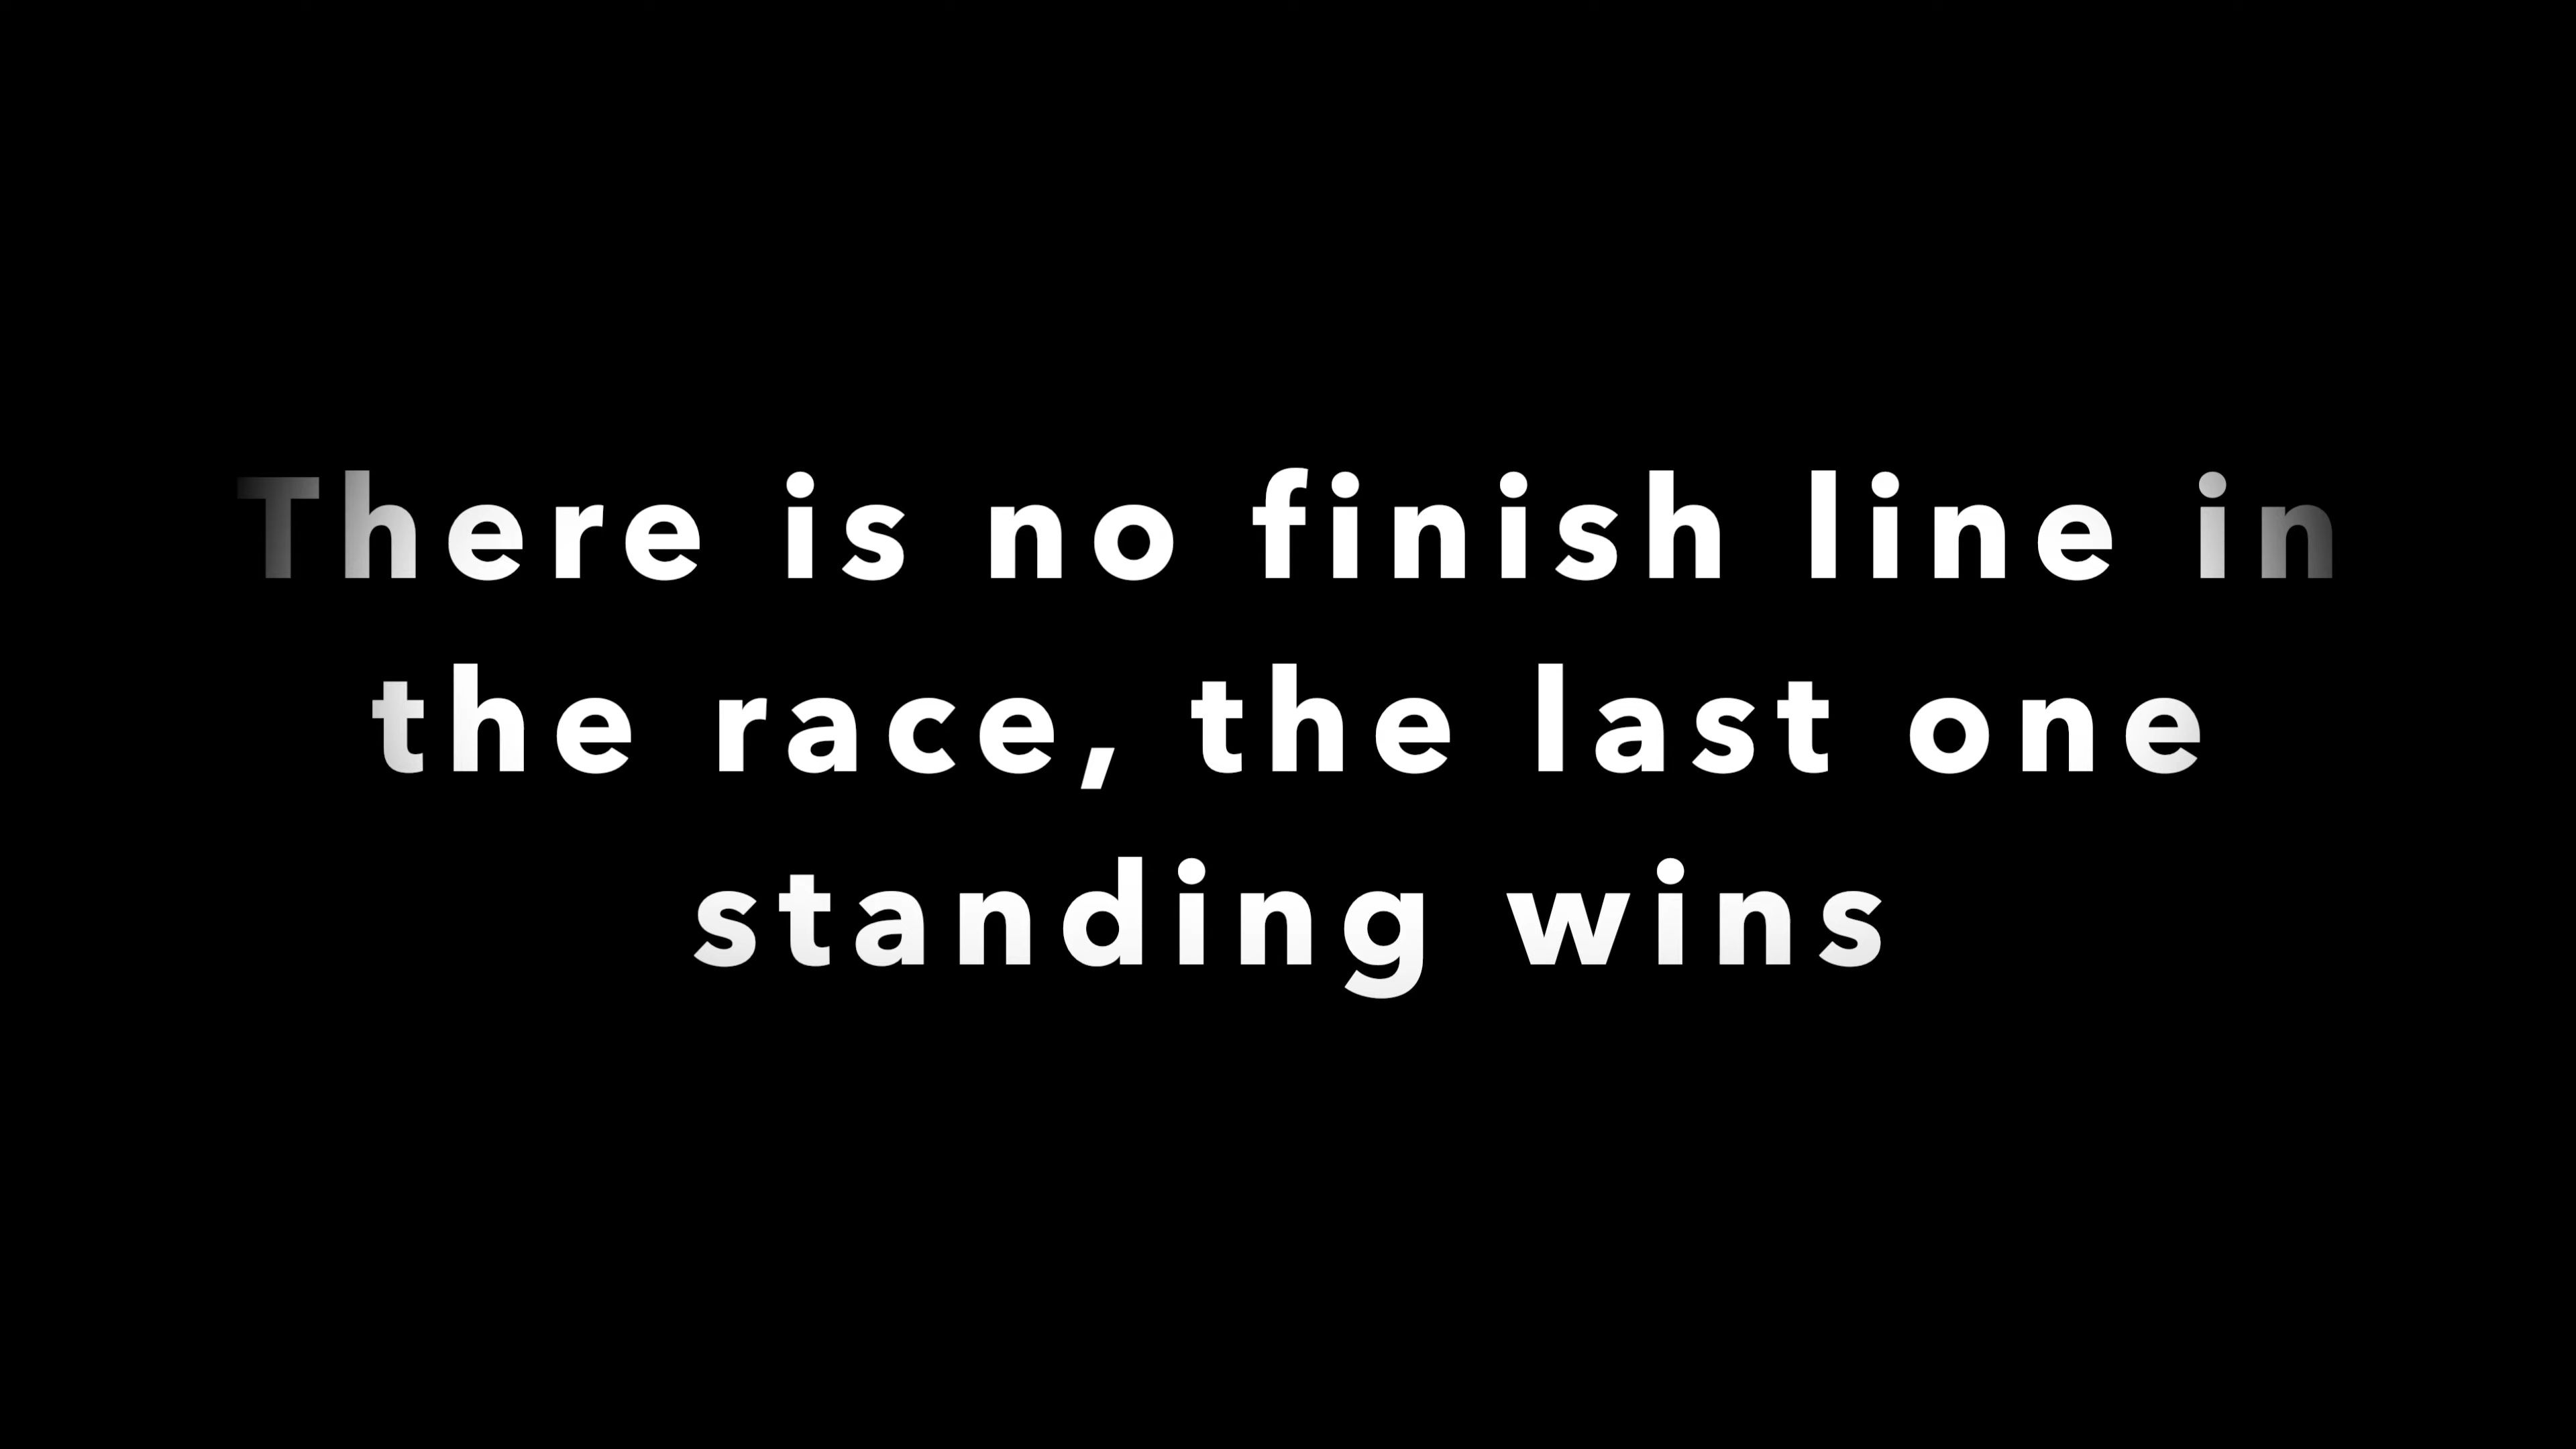 There is no finish line in
the race, the last one
standing wins